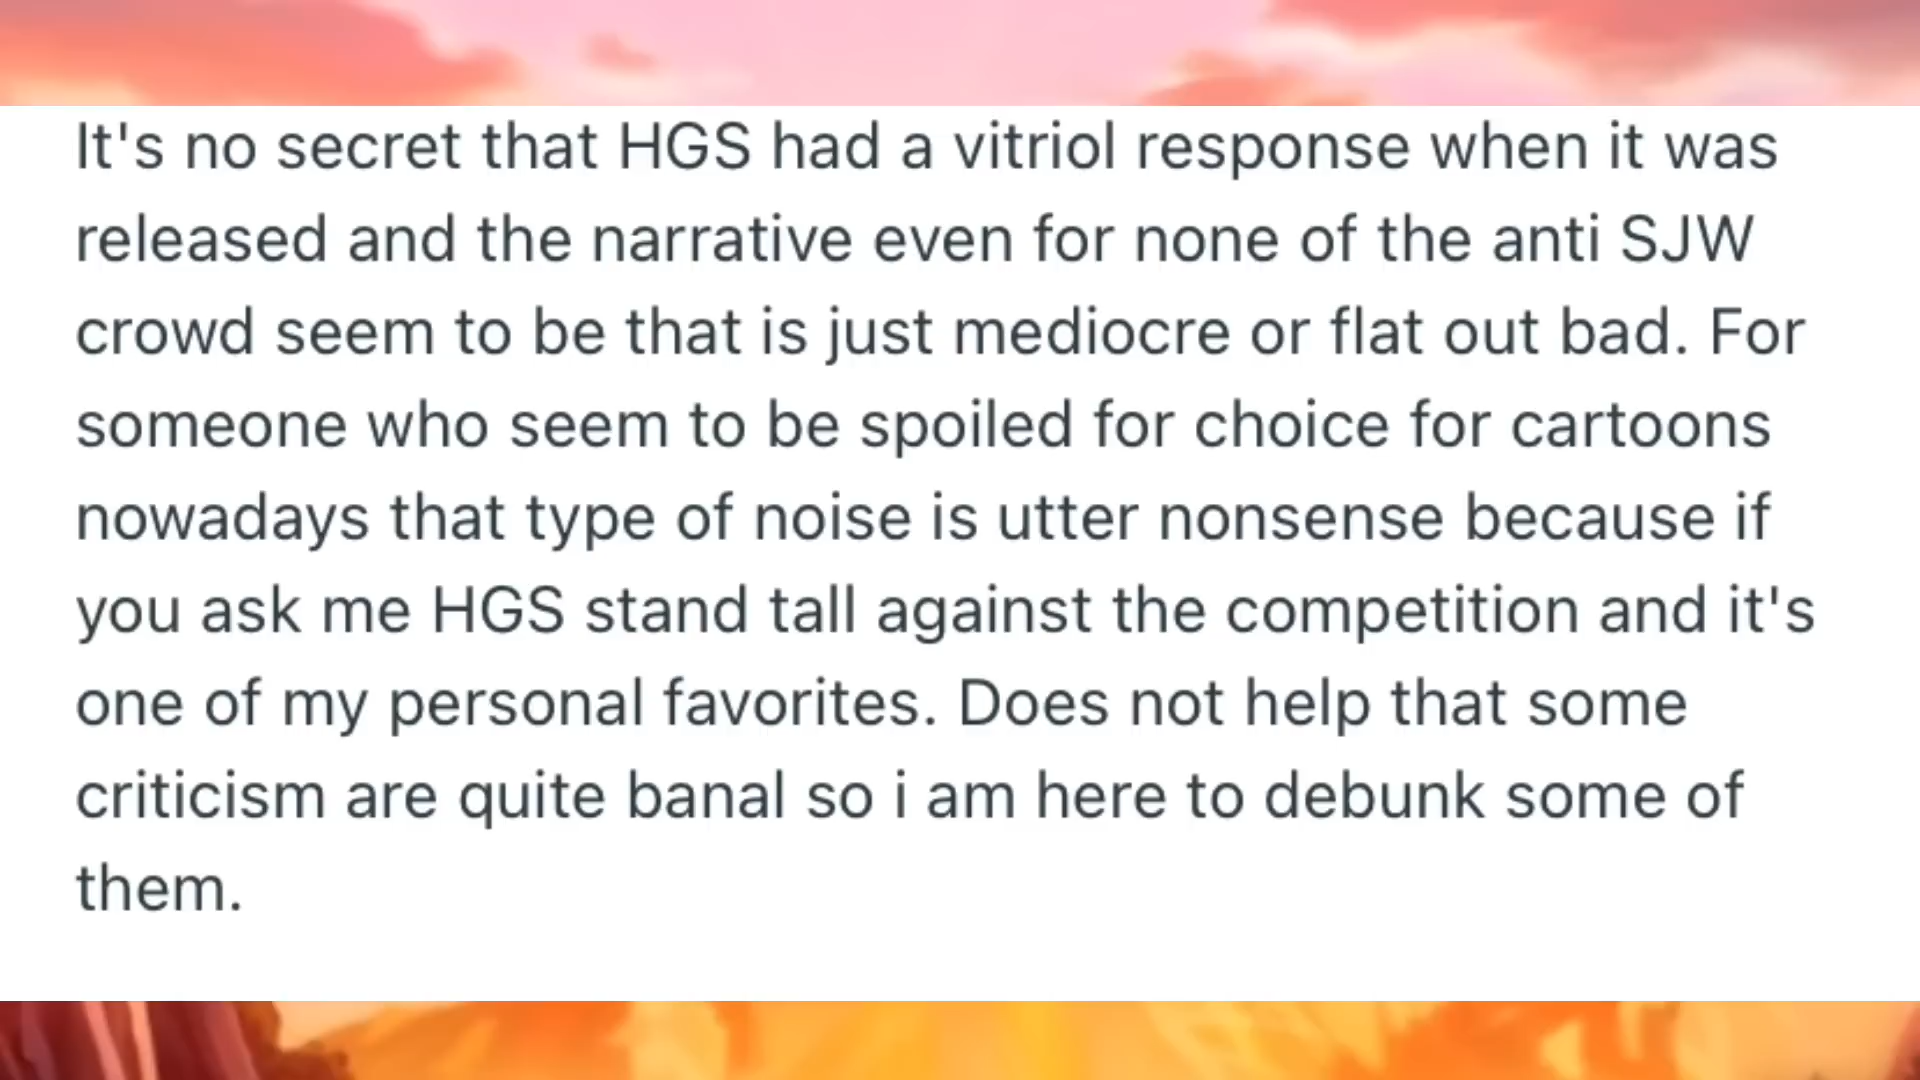 It's no secret that HGS had a vitriol response when it was
released and the narrative even for none of the anti SJW
crowd seem to be that is just mediocre or flat out bad. For
someone who seem to be spoiled for choice for cartoons
nowadays that type of noise is utter nonsense because if
you ask me HGS stand tall against the competition and it's
one of my personal favorites. Does not help that some
criticism are quite banal so i am here to debunk some of
them.